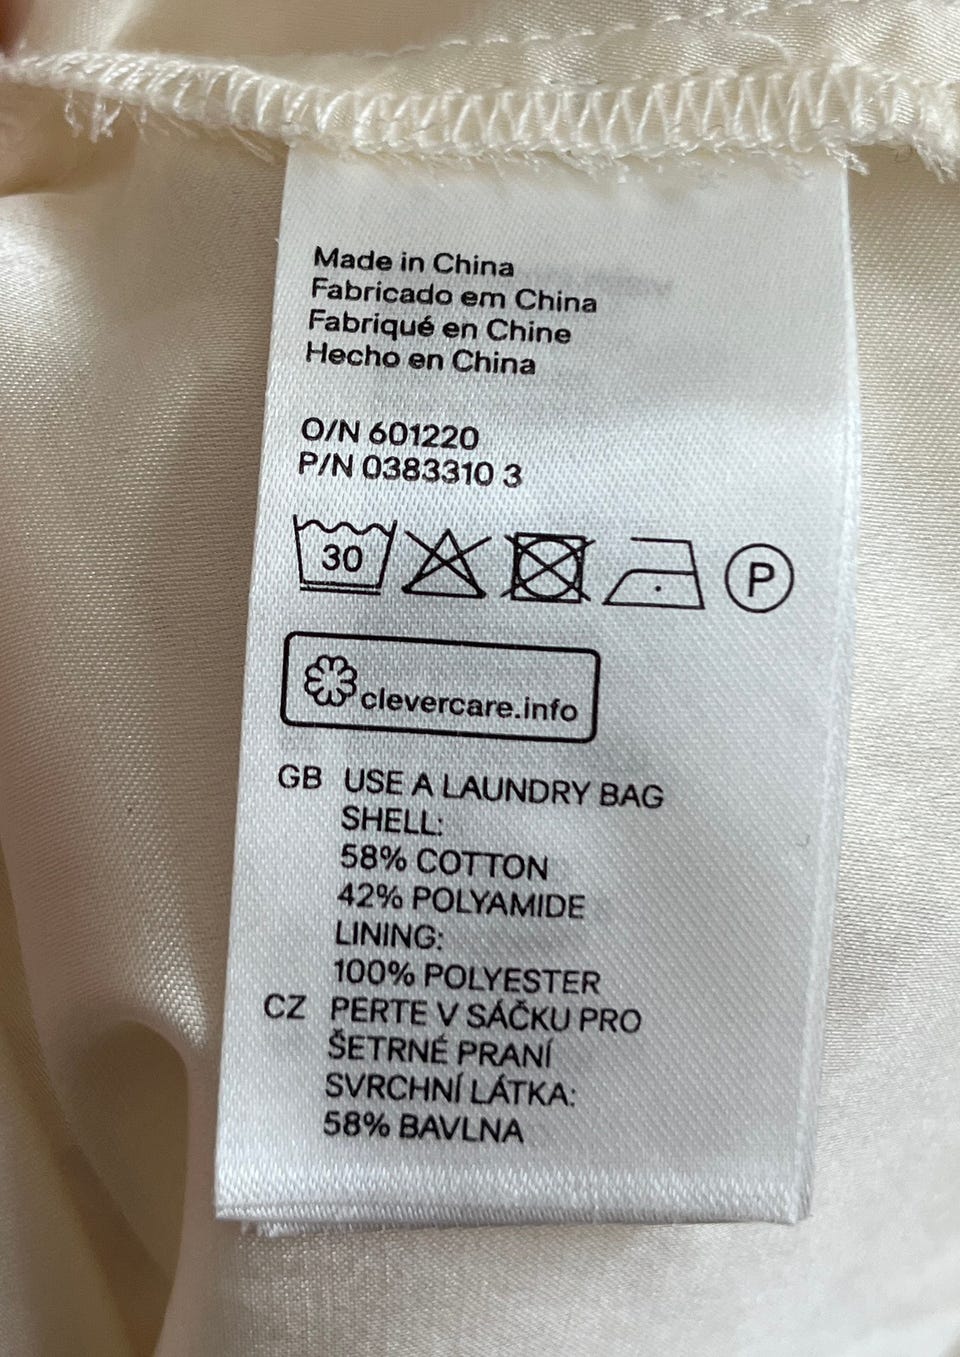 Made in China
Fabricado em China
Fabriqué en Chine
Hecho en China
O/N 601220
P/N 0383310 3
30
P
clevercare.info
GB USE A LAUNDRY BAG
SHELL:
58% COTTON
42% POLYAMIDE
LINING:
100% POLYESTER
CZ PERTE V SÁČKU PRO
ŠETRNÉ PRANÍ
SVRCHNÍ LÁTKA:
58% BAVLNA